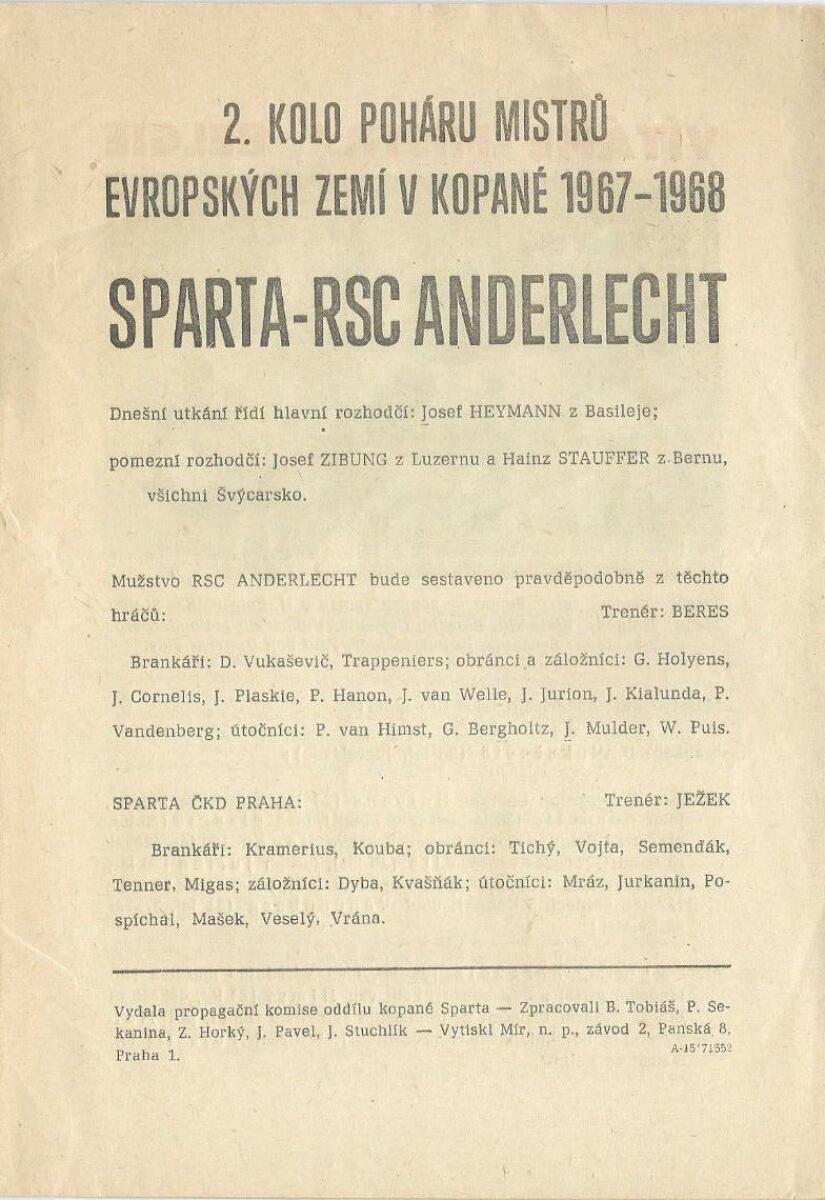 2. KOLO POHÁRU MISTRŮ
EVROPSKÝCH ZEMÍ V KOPANÉ 1967-1968
SPARTA-RSC ANDERLECHT
Dnešní utkání řídí hlavní rozhodčí: Josef HEYMANN z Basileje;
pomezní rozhodčí: Josef ZIBUNG z Luzernu a Hainz STAUFFER z Bernu,
všichni Švýcarsko.
Mužstvo RSC ANDERLECHT bude sestaveno pravděpodobně z těchto
hráčů: Trenér: BERES
Brankáři: D. Vukaševič, Trappeniers; obránci a záložníci: G. Holyens,
J. Cornelis, J. Plaskie, P. Hanon, J. van Welle, J. Jurion, J. Kialunda, P.
Vandenberg; útočníci: P. van Himst, G. Bergholtz, J. Mulder, W. Puis.
SPARTA ČKD PRAHA: Trenér: JEŽEK
Brankáři: Kramerius, Kouba; obránci: Tichý, Vojta, Semenďák,
Tenner, Migas; záložníci: Dyba, Kvašňák; útočníci: Mráz, Jurkanin, Po-
spíchal, Mašek, Veselý, Vrána.
Vydala propagační komise oddílu kopané Sparta — Zpracovali B. Tobiáš, P. Se-
kanina, Z. Horký, J. Pavel, J. Stuchlík — Vytiskl Mír, n. p., závod 2, Panská 8,
Praha 1. A-15*71552